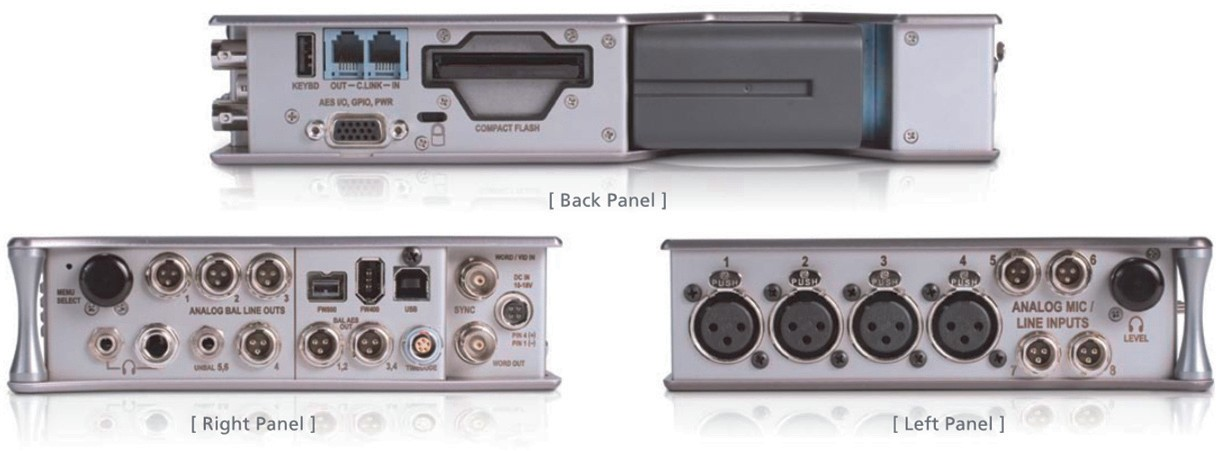 KEYBD
OUT — C.LINK — IN
AES I/O, GPIO, PWR
COMPACT FLASH
[ Back Panel ]
MENU
SELECT
1 2 3
ANALOG BAL LINE OUTS
UNBAL 5,6
4
FW800
FW400
USB
BAL AES
OUT
1,2
3,4
TIMECODE
WORD / VID IN
SYNC
DC IN
10-18V
PIN 4 (+)
PIN 1 (–)
WORD OUT
[ Right Panel ]
1 2 3 4
PUSH PUSH PUSH PUSH
5 6
ANALOG MIC /
LINE INPUTS
7 8
LEVEL
[ Left Panel ]